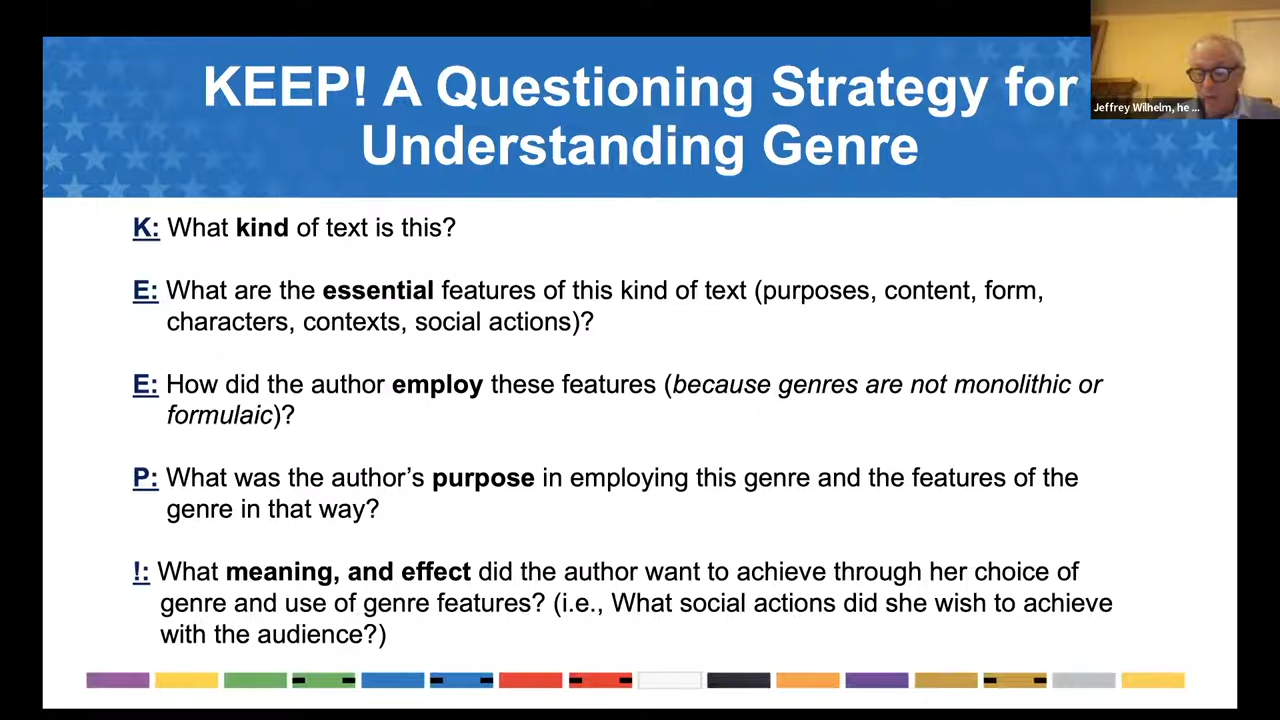 KEEP! A Questioning Strategy for
Understanding Genre
Jeffrey Wilhelm, he ...
K: What kind of text is this?
E: What are the essential features of this kind of text (purposes, content, form,
characters, contexts, social actions)?
E: How did the author employ these features (because genres are not monolithic or
formulaic)?
P: What was the author’s purpose in employing this genre and the features of the
genre in that way?
!: What meaning, and effect did the author want to achieve through her choice of
genre and use of genre features? (i.e., What social actions did she wish to achieve
with the audience?)